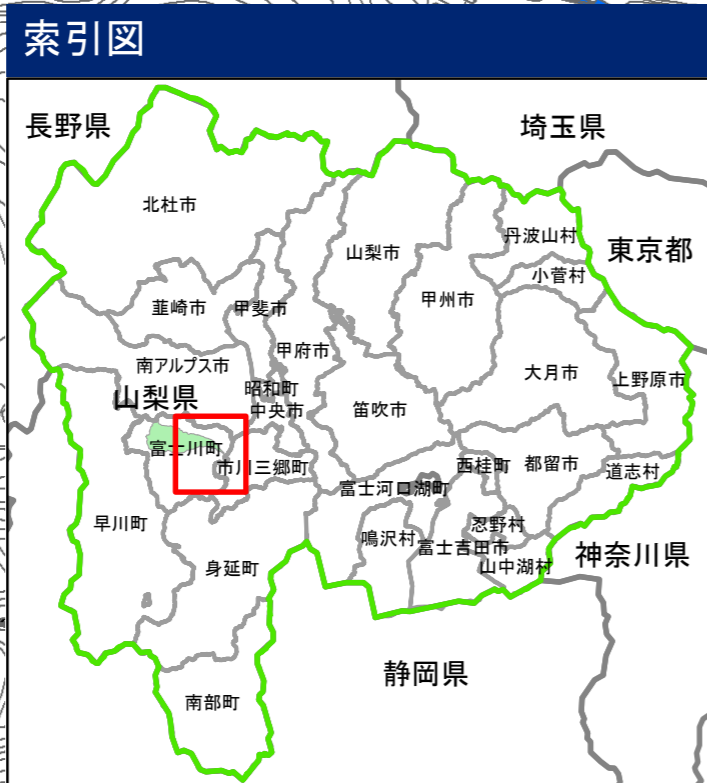 索引図
長野県
埼玉県
北杜市
丹波山村
山梨市
東京都
小菅村
甲州市
韮崎市
甲斐市
甲府市
南アルプス市
大月市
上野原市
昭和町
山梨県
中央市
笛吹市
富士川町
市川三郷町
西桂町
都留市
道志村
富士河口湖町
早川町
忍野村
鳴沢村
富士吉田市
神奈川県
山中湖村
身延町
静岡県
南部町